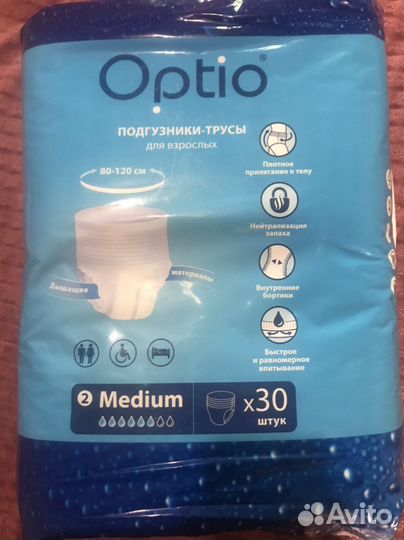 Optio®
ПОДГУЗНИКИ-ТРУСЫ
для взрослых
80-120 см
Плотное
прилегание к телу
Нейтрализация
запаха
Дышащие
материалы
Внутренние
бортики
Быстрое
и равномерное
впитывание
2 Medium
x30
штук
Avito